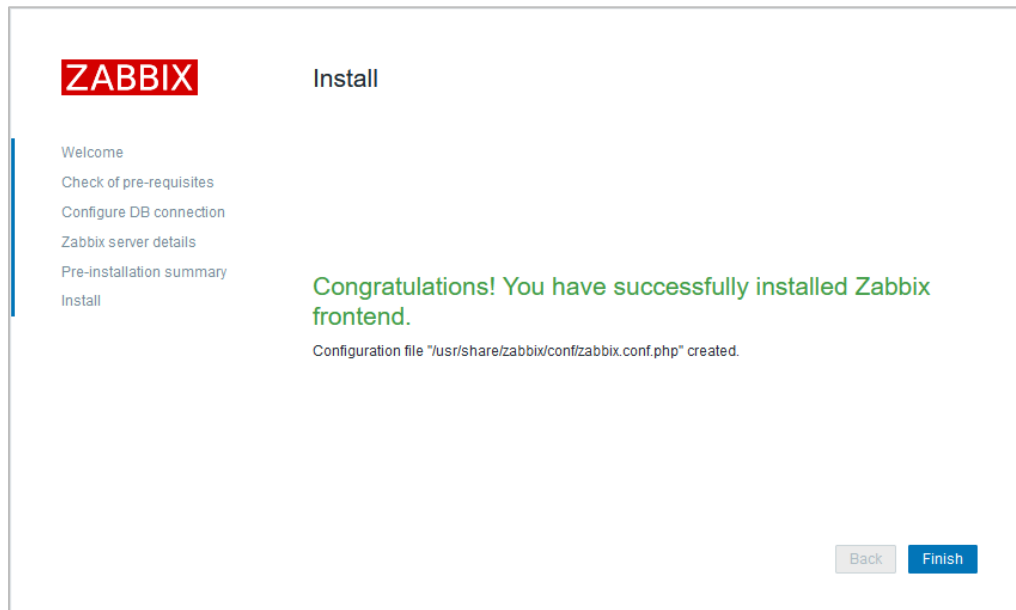 ZABBIX
Install
Welcome
Check of pre-requisites
Configure DB connection
Zabbix server details
Pre-installation summary
Install
Congratulations! You have successfully installed Zabbix
frontend.
Configuration file "/usr/share/zabbix/conf/zabbix.conf.php" created.
Back
Finish